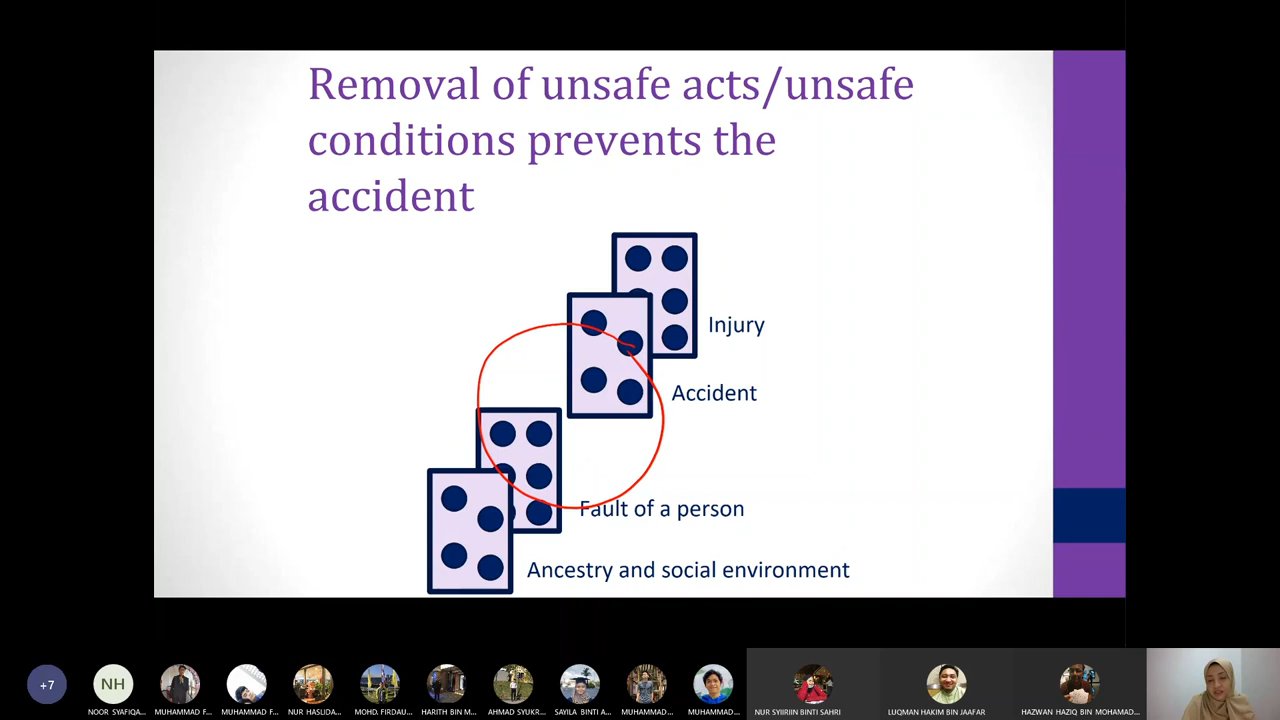 Removal of unsafe acts/unsafe
conditions prevents the
accident
Injury
Accident
Fault of a person
Ancestry and social environment
+7
NH
NOOR SYAFIQA...
MUHAMMAD F...
MUHAMMAD F...
NUR HASLIDA...
MOHD. FIRDAU...
HARITH BIN M...
AHMAD SYUKR...
SAYILA BINTI A...
MUHAMMAD...
MUHAMMAD...
NUR SYIIRIIN BINTI SAHRI
LUQMAN HAKIM BIN JAAFAR
HAZWAN HAZIQ BIN MOHAMAD...